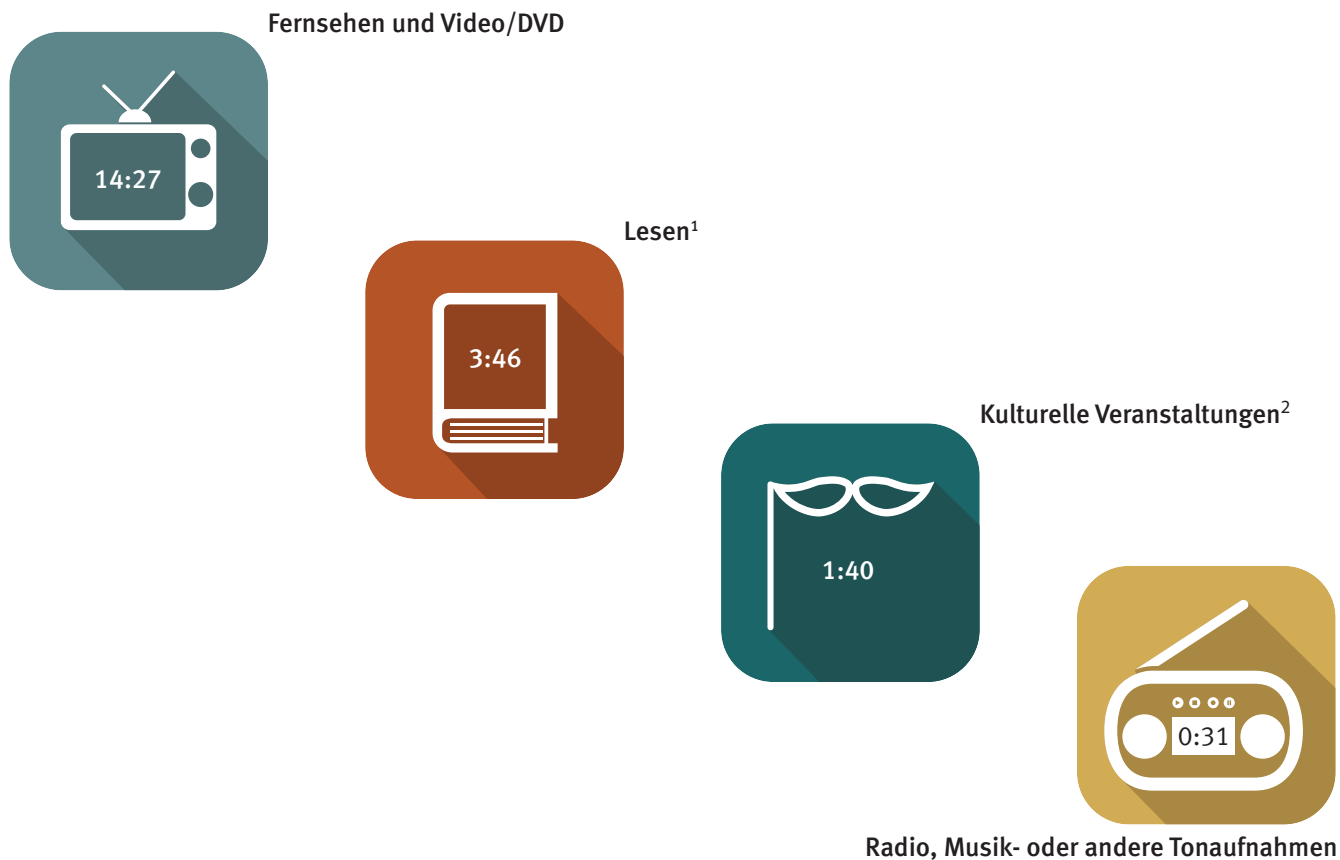 Fernsehen und Video/DVD
14:27
Lesen¹
3:46
Kulturelle Veranstaltungen²
1:40
0:31
Radio, Musik- oder andere Tonaufnahmen